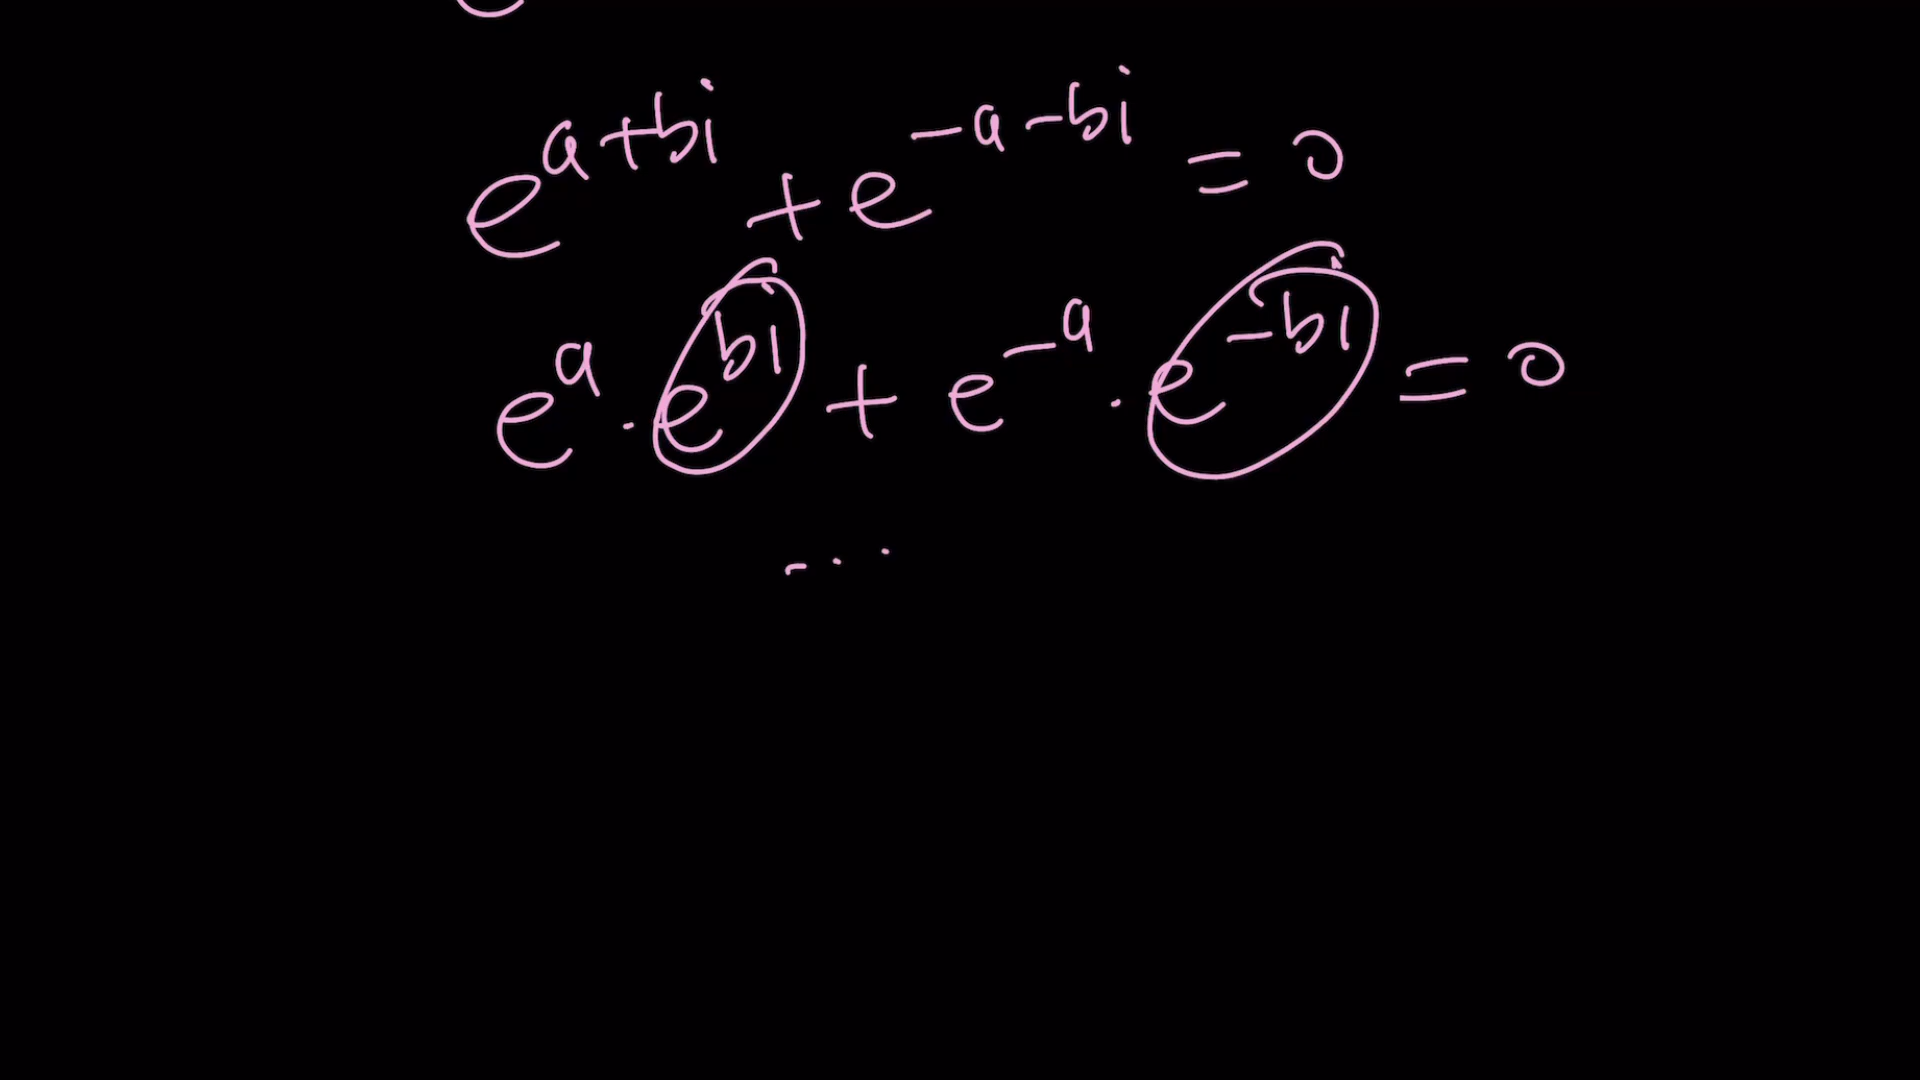 e^{a+bi} + e^{-a-bi} = 0
e^a · e^{bi} + e^{-a} · e^{-bi} = 0
...